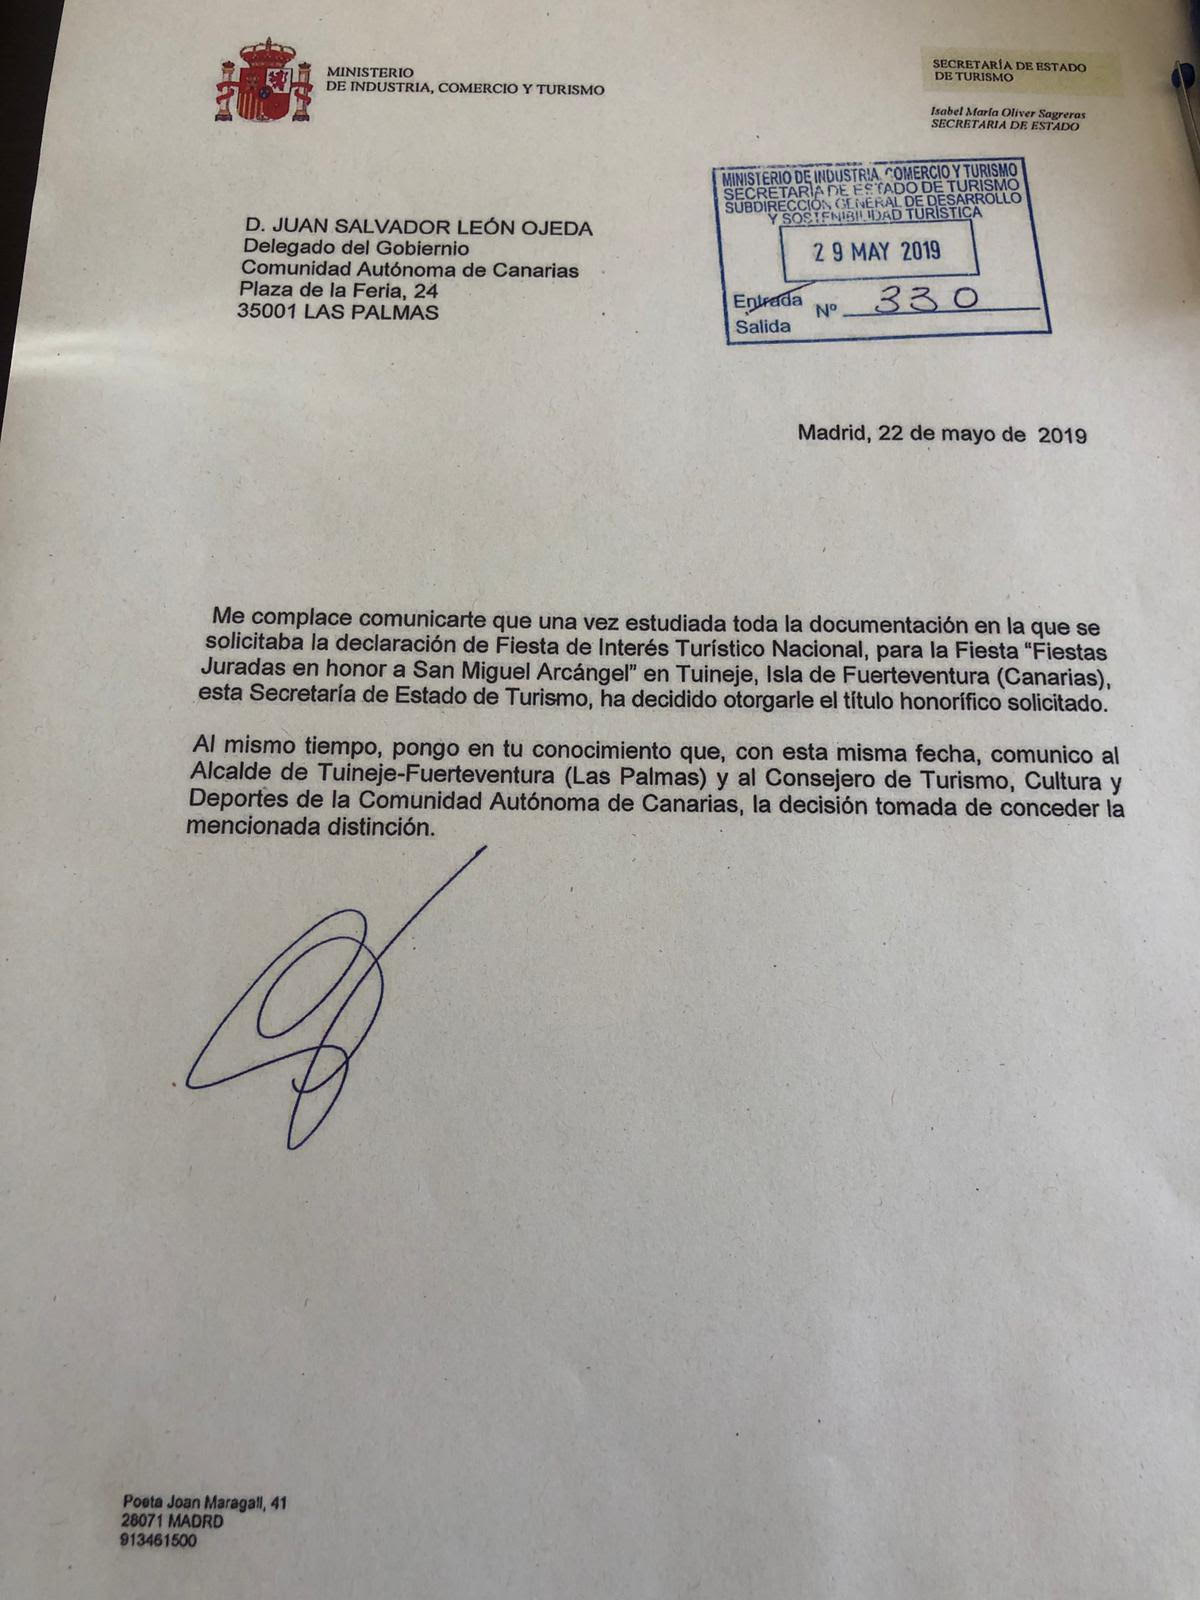 MINISTERIO
DE INDUSTRIA, COMERCIO Y TURISMO
SECRETARÍA DE ESTADO
DE TURISMO
Isabel María Oliver Sagreras
SECRETARIA DE ESTADO
MINISTERIO DE INDUSTRIA, COMERCIO Y TURISMO
SECRETARÍA DE ESTADO DE TURISMO
SUBDIRECCIÓN GENERAL DE DESARROLLO
Y SOSTENIBILIDAD TURÍSTICA
29 MAY 2019
Entrada
Salida
Nº 330
D. JUAN SALVADOR LEÓN OJEDA
Delegado del Gobiernio
Comunidad Autónoma de Canarias
Plaza de la Feria, 24
35001 LAS PALMAS
Madrid, 22 de mayo de 2019
Me complace comunicarte que una vez estudiada toda la documentación en la que se
solicitaba la declaración de Fiesta de Interés Turístico Nacional, para la Fiesta “Fiestas
Juradas en honor a San Miguel Arcángel” en Tuineje, Isla de Fuerteventura (Canarias),
esta Secretaría de Estado de Turismo, ha decidido otorgarle el título honorífico solicitado.
Al mismo tiempo, pongo en tu conocimiento que, con esta misma fecha, comunico al
Alcalde de Tuineje-Fuerteventura (Las Palmas) y al Consejero de Turismo, Cultura y
Deportes de la Comunidad Autónoma de Canarias, la decisión tomada de conceder la
mencionada distinción.
Poeta Joan Maragall, 41
28071 MADRD
913461500